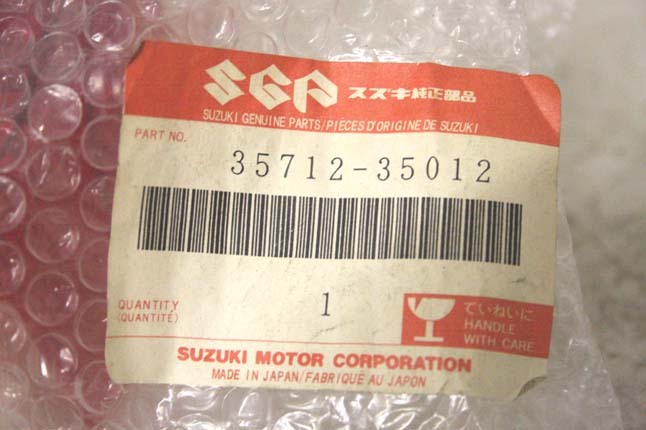 SGP スズキ純正部品
SUZUKI GENUINE PARTS/PIÈCES D'ORIGINE DE SUZUKI
PART NO.
35712-35012
QUANTITY
(QUANTITÉ)
1
ていねいに
HANDLE
WITH CARE
SUZUKI MOTOR CORPORATION
MADE IN JAPAN/FABRIQUÉ AU JAPON